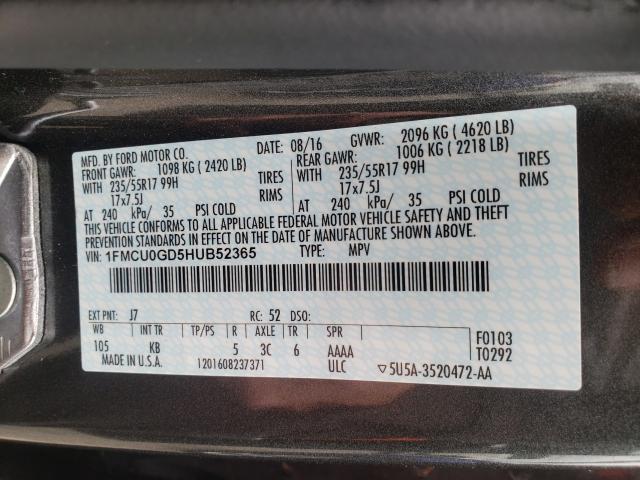 MFD. BY FORD MOTOR CO. DATE: 08/16 GVWR: 2096 KG ( 4620 LB)
FRONT GAWR: 1098 KG ( 2420 LB) REAR GAWR: 1006 KG ( 2218 LB)
WITH 235/55R17 99H TIRES WITH 235/55R17 99H TIRES
17x7.5J RIMS 17x7.5J RIMS
AT 240 kPa/ 35 PSI COLD AT 240 kPa/ 35 PSI COLD
THIS VEHICLE CONFORMS TO ALL APPLICABLE FEDERAL MOTOR VEHICLE SAFETY AND THEFT
PREVENTION STANDARDS IN EFFECT ON THE DATE OF MANUFACTURE SHOWN ABOVE.
VIN: 1FMCU0GD5HUB52365 TYPE: MPV
EXT PNT: J7 RC: 52 DSO:
WB INT TR TP/PS R AXLE TR SPR F0103
105 KB 5 3C 6 AAAA T0292
MADE IN U.S.A. 1201608237371 ULC ▽5U5A-3520472-AA